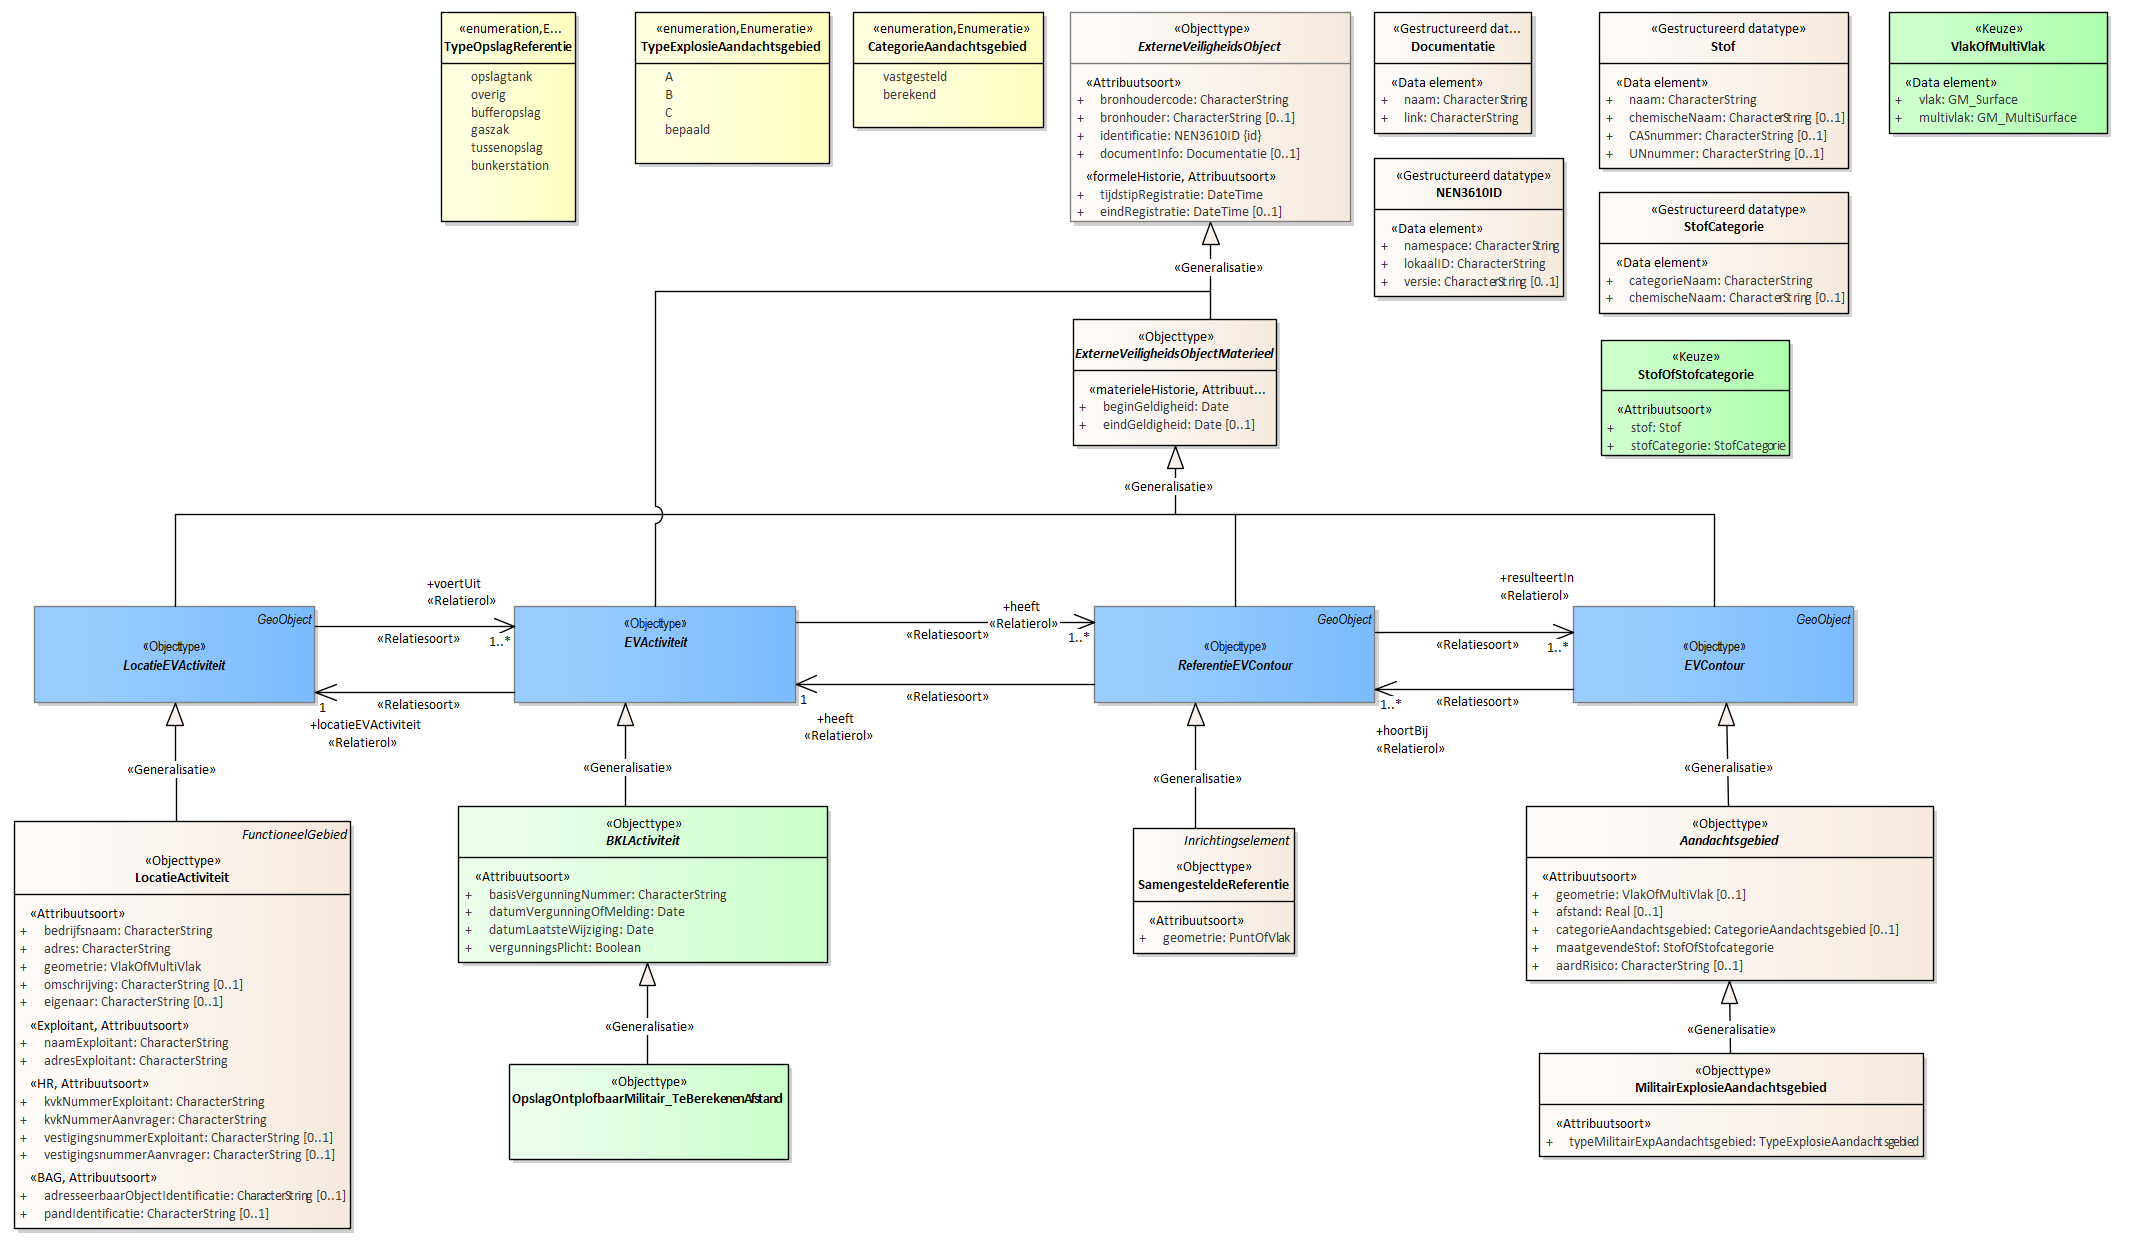 «enumeration,E...
TypeOpslagReferentie
opslagtank
overig
bufferopslag
gaszak
tussenopslag
bunkerstation
«enumeration,Enumeratie»
TypeExplosieAandachtsgebied
A
B
C
bepaald
«enumeration,Enumeratie»
CategorieAandachtsgebied
vastgesteld
berekend
«Objecttype»
ExterneVeiligheidsObject
«Attribuutsoort»
+ bronhoudercode: CharacterString
+ bronhouder: CharacterString [0..1]
+ identificatie: NEN3610ID {id}
+ documentInfo: Documentatie [0..1]
«formeleHistorie, Attribuutsoort»
+ tijdstipRegistratie: DateTime
+ eindRegistratie: DateTime [0..1]
«Gestructureerd dat...
Documentatie
«Data element»
+ naam: CharacterString
+ link: CharacterString
«Gestructureerd datatype»
NEN3610ID
«Data element»
+ namespace: CharacterString
+ lokaalID: CharacterString
+ versie: CharacterString [0..1]
«Gestructureerd datatype»
Stof
«Data element»
+ naam: CharacterString
+ chemischeNaam: CharacterString [0..1]
+ CASnummer: CharacterString [0..1]
+ UNnummer: CharacterString [0..1]
«Gestructureerd datatype»
StofCategorie
«Data element»
+ categorieNaam: CharacterString
+ chemischeNaam: CharacterString [0..1]
«Keuze»
StofOfStofcategorie
«Attribuutsoort»
+ stof: Stof
+ stofCategorie: StofCategorie
«Keuze»
VlakOfMultiVlak
«Data element»
+ vlak: GM_Surface
+ multivlak: GM_MultiSurface
«Generalisatie»
«Objecttype»
ExterneVeiligheidsObjectMaterieel
«materieleHistorie, Attribuut...
+ beginGeldigheid: Date
+ eindGeldigheid: Date [0..1]
«Generalisatie»
GeoObject
«Objecttype»
LocatieEVActiviteit
+voertUit
«Relatierol»
«Relatiesoort»
1..*
«Relatiesoort»
1
+locatieEVActiviteit
«Relatierol»
«Objecttype»
EVActiviteit
+heeft
«Relatierol»
«Relatiesoort»
1..*
«Relatiesoort»
1
+heeft
«Relatierol»
GeoObject
«Objecttype»
ReferentieEVContour
+resulteertIn
«Relatierol»
«Relatiesoort»
1..*
«Relatiesoort»
1..*
+hoortBij
«Relatierol»
GeoObject
«Objecttype»
EVContour
«Generalisatie»
«Generalisatie»
«Generalisatie»
«Generalisatie»
FunctioneelGebied
«Objecttype»
LocatieActiviteit
«Attribuutsoort»
+ bedrijfsnaam: CharacterString
+ adres: CharacterString
+ geometrie: VlakOfMultiVlak
+ omschrijving: CharacterString [0..1]
+ eigenaar: CharacterString [0..1]
«Exploitant, Attribuutsoort»
+ naamExploitant: CharacterString
+ adresExploitant: CharacterString
«HR, Attribuutsoort»
+ kvkNummerExploitant: CharacterString
+ kvkNummerAanvrager: CharacterString
+ vestigingsnummerExploitant: CharacterString [0..1]
+ vestigingsnummerAanvrager: CharacterString [0..1]
«BAG, Attribuutsoort»
+ adresseerbaarObjectIdentificatie: CharacterString [0..1]
+ pandIdentificatie: CharacterString [0..1]
«Objecttype»
BKLActiviteit
«Attribuutsoort»
+ basisVergunningNummer: CharacterString
+ datumVergunningOfMelding: Date
+ datumLaatsteWijziging: Date
+ vergunningsPlicht: Boolean
«Generalisatie»
«Objecttype»
OpslagOntplofbaarMilitair_TeBerekenenAfstand
Inrichtingselement
«Objecttype»
SamengesteldeReferentie
«Attribuutsoort»
+ geometrie: PuntOfVlak
«Objecttype»
Aandachtsgebied
«Attribuutsoort»
+ geometrie: VlakOfMultiVlak [0..1]
+ afstand: Real [0..1]
+ categorieAandachtsgebied: CategorieAandachtsgebied [0..1]
+ maatgevendeStof: StofOfStofcategorie
+ aardRisico: CharacterString [0..1]
«Generalisatie»
«Objecttype»
MilitairExplosieAandachtsgebied
«Attribuutsoort»
+ typeMilitairExpAandachtsgebied: TypeExplosieAandachtsgebied